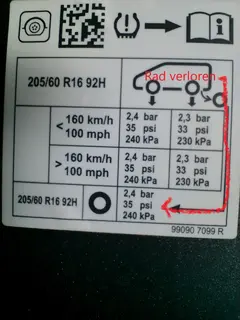 Rad verloren
205/60 R16 92H
< 160 km/h
100 mph
2,4 bar
35 psi
240 kPa
2,3 bar
33 psi
230 kPa
> 160 km/h
100 mph
2,4 bar
35 psi
240 kPa
2,3 bar
33 psi
230 kPa
205/60 R16 92H
2,4 bar
35 psi
240 kPa
99090 7099 R